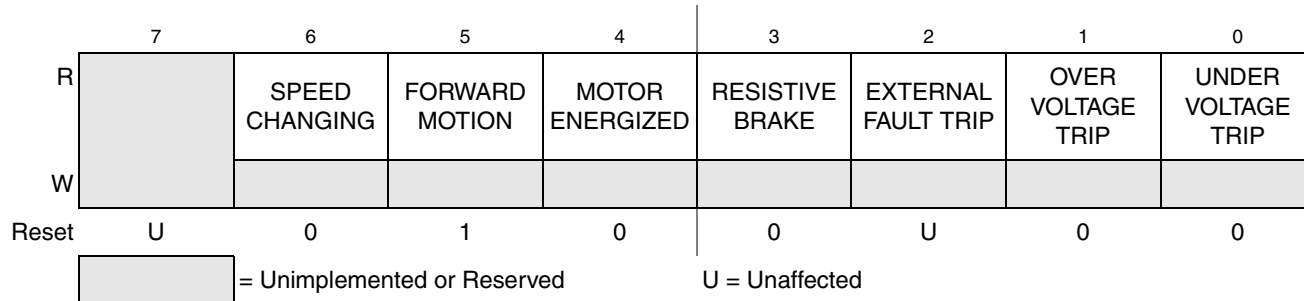 7 6 5 4 3 2 1 0
R SPEED CHANGING FORWARD MOTION MOTOR ENERGIZED RESISTIVE BRAKE EXTERNAL FAULT TRIP OVER VOLTAGE TRIP UNDER VOLTAGE TRIP
W
Reset U 0 1 0 0 U 0 0
= Unimplemented or Reserved U = Unaffected